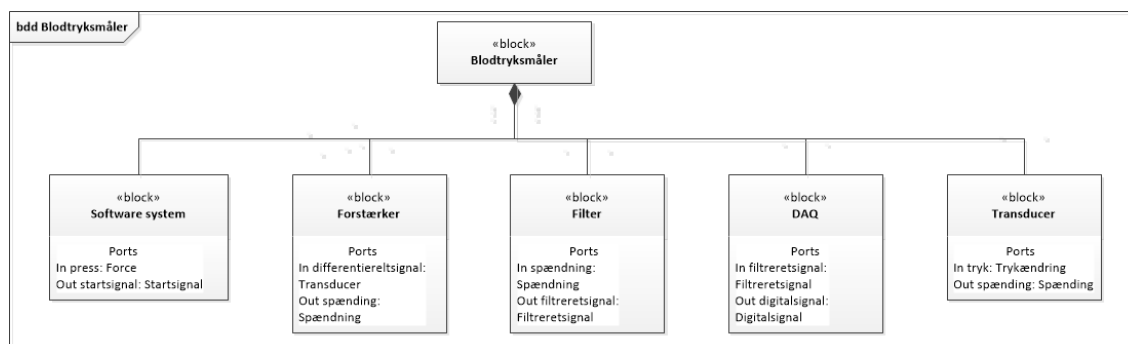 bdd Blodtryksmåler
«block»
Blodtryksmåler
«block»
Software system
Ports
In press: Force
Out startsignal: Startsignal
«block»
Forstærker
Ports
In differentiereltsignal:
Transducer
Out spænding:
Spændning
«block»
Filter
Ports
In spændning:
Spændning
Out filtreretsignal:
Filtreretsignal
«block»
DAQ
Ports
In filtreretsignal:
Filtreretsignal
Out digitalsignal:
Digitalsignal
«block»
Transducer
Ports
In tryk: Trykændring
Out spænding: Spænding